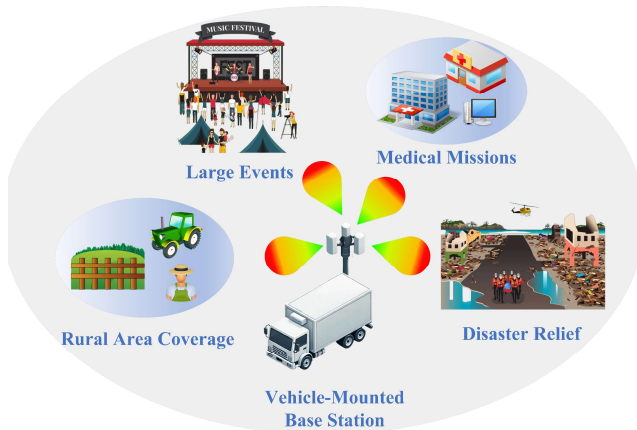 MUSIC FESTIVAL
Large Events
Medical Missions
Rural Area Coverage
Disaster Relief
Vehicle-Mounted
Base Station